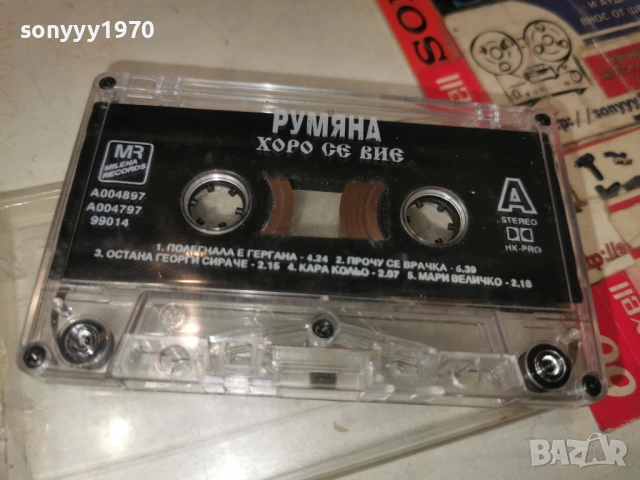 sonyyy1970
РУМЯНА
ХОРО СЕ ВИЕ
MR
MILENA
RECORDS
A004897
A004797
99014
A
STEREO
HX-PRO
1. ПОЛЕГНАЛА Е ГЕРГАНА - 4.24 2. ПРОЧУ СЕ ВРАЧКА - 5.39
3. ОСТАНА ГЕОРГИ СИРАЧЕ - 2.15 4. КАРА КОЛЬО - 2.07 5. МАРИ ВЕЛИЧКО - 2.18
BAZAR